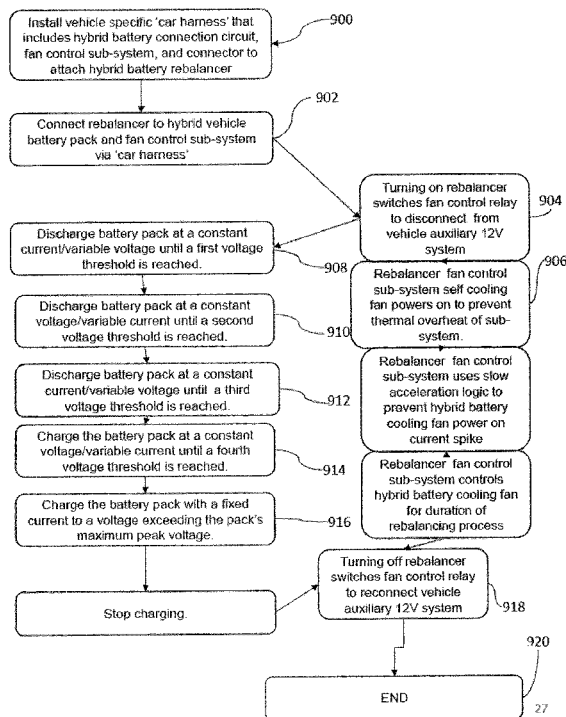 Install vehicle specific 'car harness' that
includes hybrid battery connection circuit,
fan control sub-system, and connector to
attach hybrid battery rebalancer
900
Connect rebalancer to hybrid vehicle
battery pack and fan control sub-system
via 'car harness'
902
Turning on rebalancer
switches fan control relay
to disconnect from
vehicle auxiliary 12V
system
904
Rebalancer fan control
sub-system self cooling
fan powers on to prevent
thermal overheat of sub-
system.
906
Rebalancer fan control
sub-system uses slow
acceleration logic to
prevent hybrid battery
cooling fan power on
current spike
Rebalancer fan control
sub-system controls
hybrid battery cooling fan
for duration of
rebalancing process
Discharge battery pack at a constant
current/variable voltage until a first voltage
threshold is reached.
908
Discharge battery pack at a constant
voltage/variable current until a second
voltage threshold is reached.
910
Discharge battery pack at a constant
current/variable voltage until a third
voltage threshold is reached.
912
Charge the battery pack at a constant
voltage/variable current until a fourth
voltage threshold is reached.
914
Charge the battery pack with a fixed
current to a voltage exceeding the pack's
maximum peak voltage.
916
Stop charging.
Turning off rebalancer
switches fan control relay
to reconnect vehicle
auxiliary 12V system
918
END
920
27